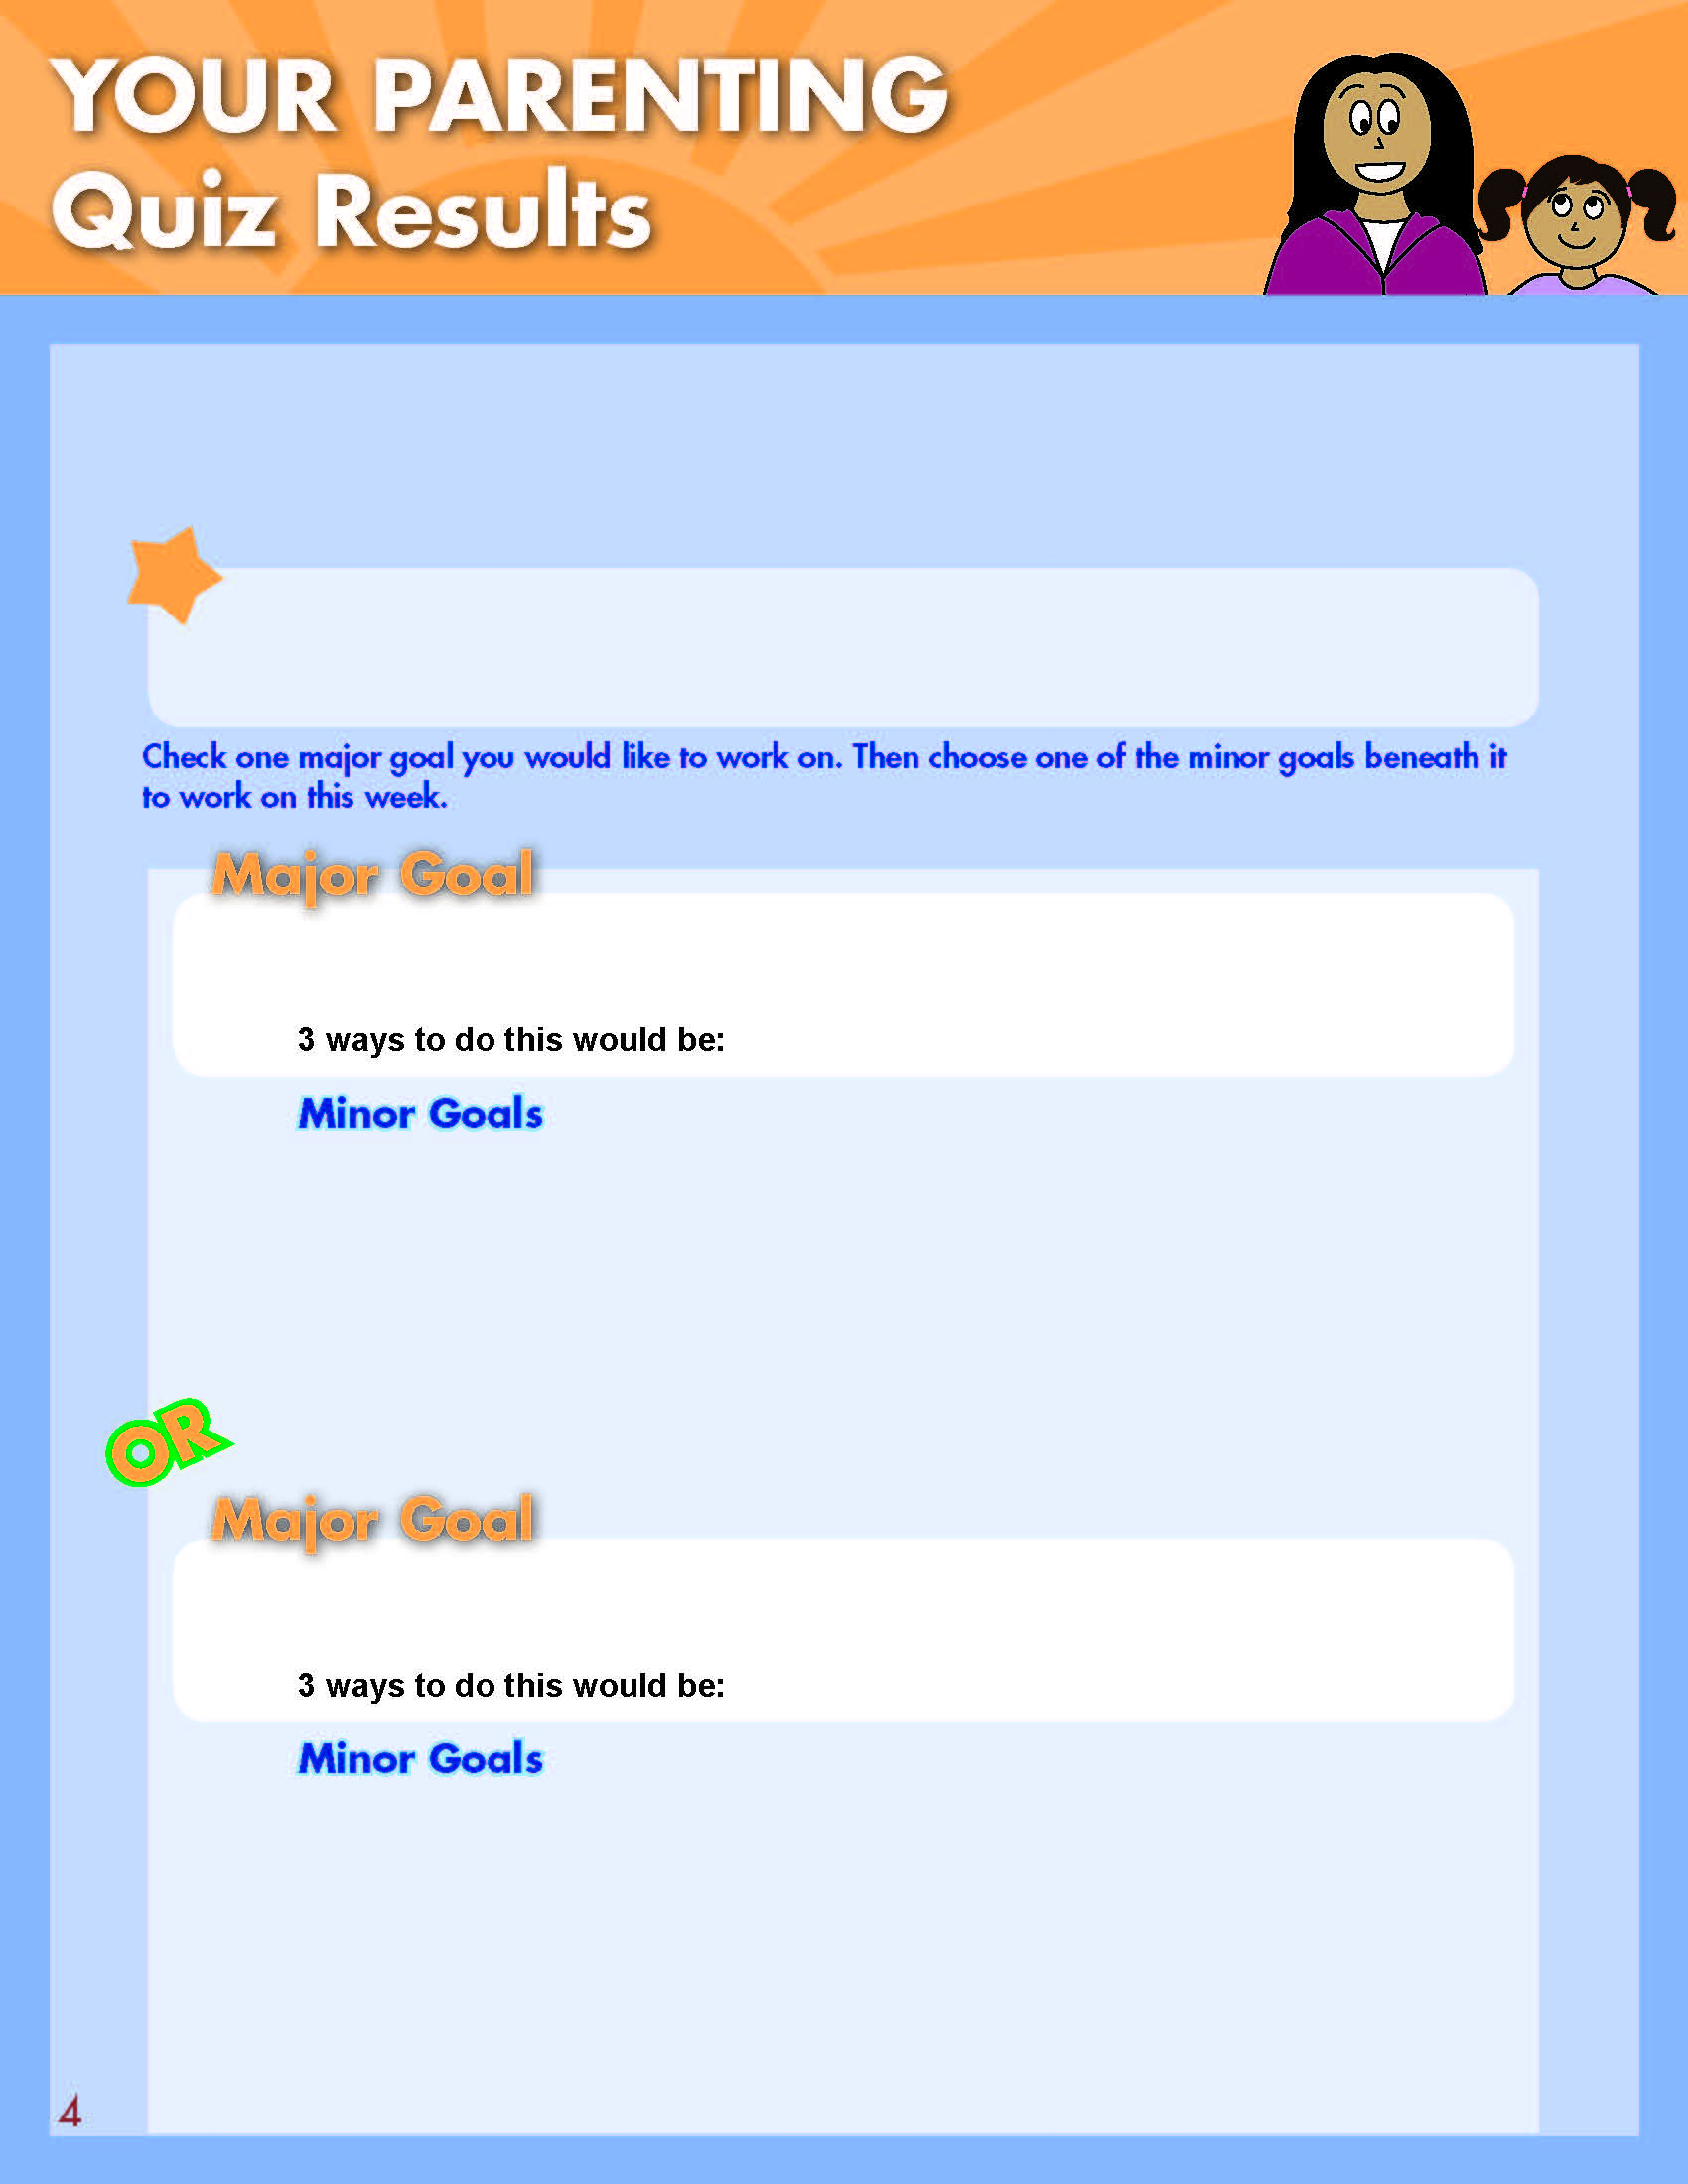 YOUR PARENTING
Quiz Results
Check one major goal you would like to work on. Then choose one of the minor goals beneath it
to work on this week.
Major Goal
3 ways to do this would be:
Minor Goals
OR
Major Goal
3 ways to do this would be:
Minor Goals
4